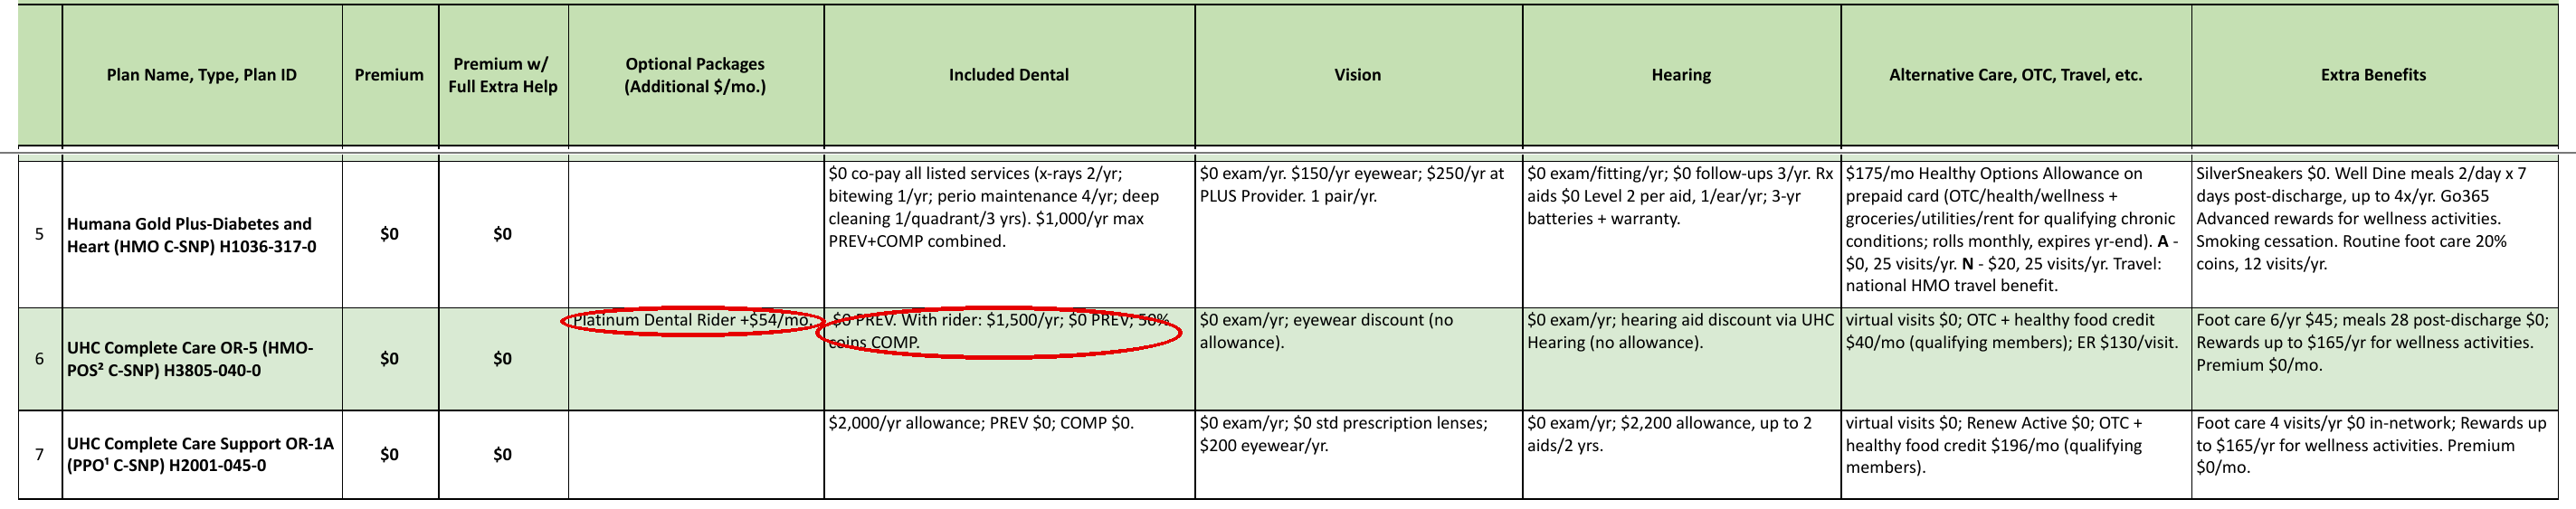 Plan Name, Type, Plan ID
Premium
Premium w/
Full Extra Help
Optional Packages
(Additional $/mo.)
Included Dental
Vision
Hearing
Alternative Care, OTC, Travel, etc.
Extra Benefits
5
Humana Gold Plus-Diabetes and
Heart (HMO C-SNP) H1036-317-0
$0
$0
$0 co-pay all listed services (x-rays 2/yr;
bitewing 1/yr; perio maintenance 4/yr; deep
cleaning 1/quadrant/3 yrs). $1,000/yr max
PREV+COMP combined.
$0 exam/yr. $150/yr eyewear; $250/yr at
PLUS Provider. 1 pair/yr.
$0 exam/fitting/yr; $0 follow-ups 3/yr. Rx
aids $0 Level 2 per aid, 1/ear/yr; 3-yr
batteries + warranty.
$175/mo Healthy Options Allowance on
prepaid card (OTC/health/wellness +
groceries/utilities/rent for qualifying chronic
conditions; rolls monthly, expires yr-end). A -
$0, 25 visits/yr. N - $20, 25 visits/yr. Travel:
national HMO travel benefit.
SilverSneakers $0. Well Dine meals 2/day x 7
days post-discharge, up to 4x/yr. Go365
Advanced rewards for wellness activities.
Smoking cessation. Routine foot care 20%
coins, 12 visits/yr.
6
UHC Complete Care OR-5 (HMO-
POS² C-SNP) H3805-040-0
$0
$0
Platinum Dental Rider +$54/mo.
$0 PREV. With rider: $1,500/yr; $0 PREV; 50%
coins COMP.
$0 exam/yr; eyewear discount (no
allowance).
$0 exam/yr; hearing aid discount via UHC
Hearing (no allowance).
virtual visits $0; OTC + healthy food credit
$40/mo (qualifying members); ER $130/visit.
Foot care 6/yr $45; meals 28 post-discharge $0;
Rewards up to $165/yr for wellness activities.
Premium $0/mo.
7
UHC Complete Care Support OR-1A
(PPO¹ C-SNP) H2001-045-0
$0
$0
$2,000/yr allowance; PREV $0; COMP $0.
$0 exam/yr; $0 std prescription lenses;
$200 eyewear/yr.
$0 exam/yr; $2,200 allowance, up to 2
aids/2 yrs.
virtual visits $0; Renew Active $0; OTC +
healthy food credit $196/mo (qualifying
members).
Foot care 4 visits/yr $0 in-network; Rewards up
to $165/yr for wellness activities. Premium
$0/mo.